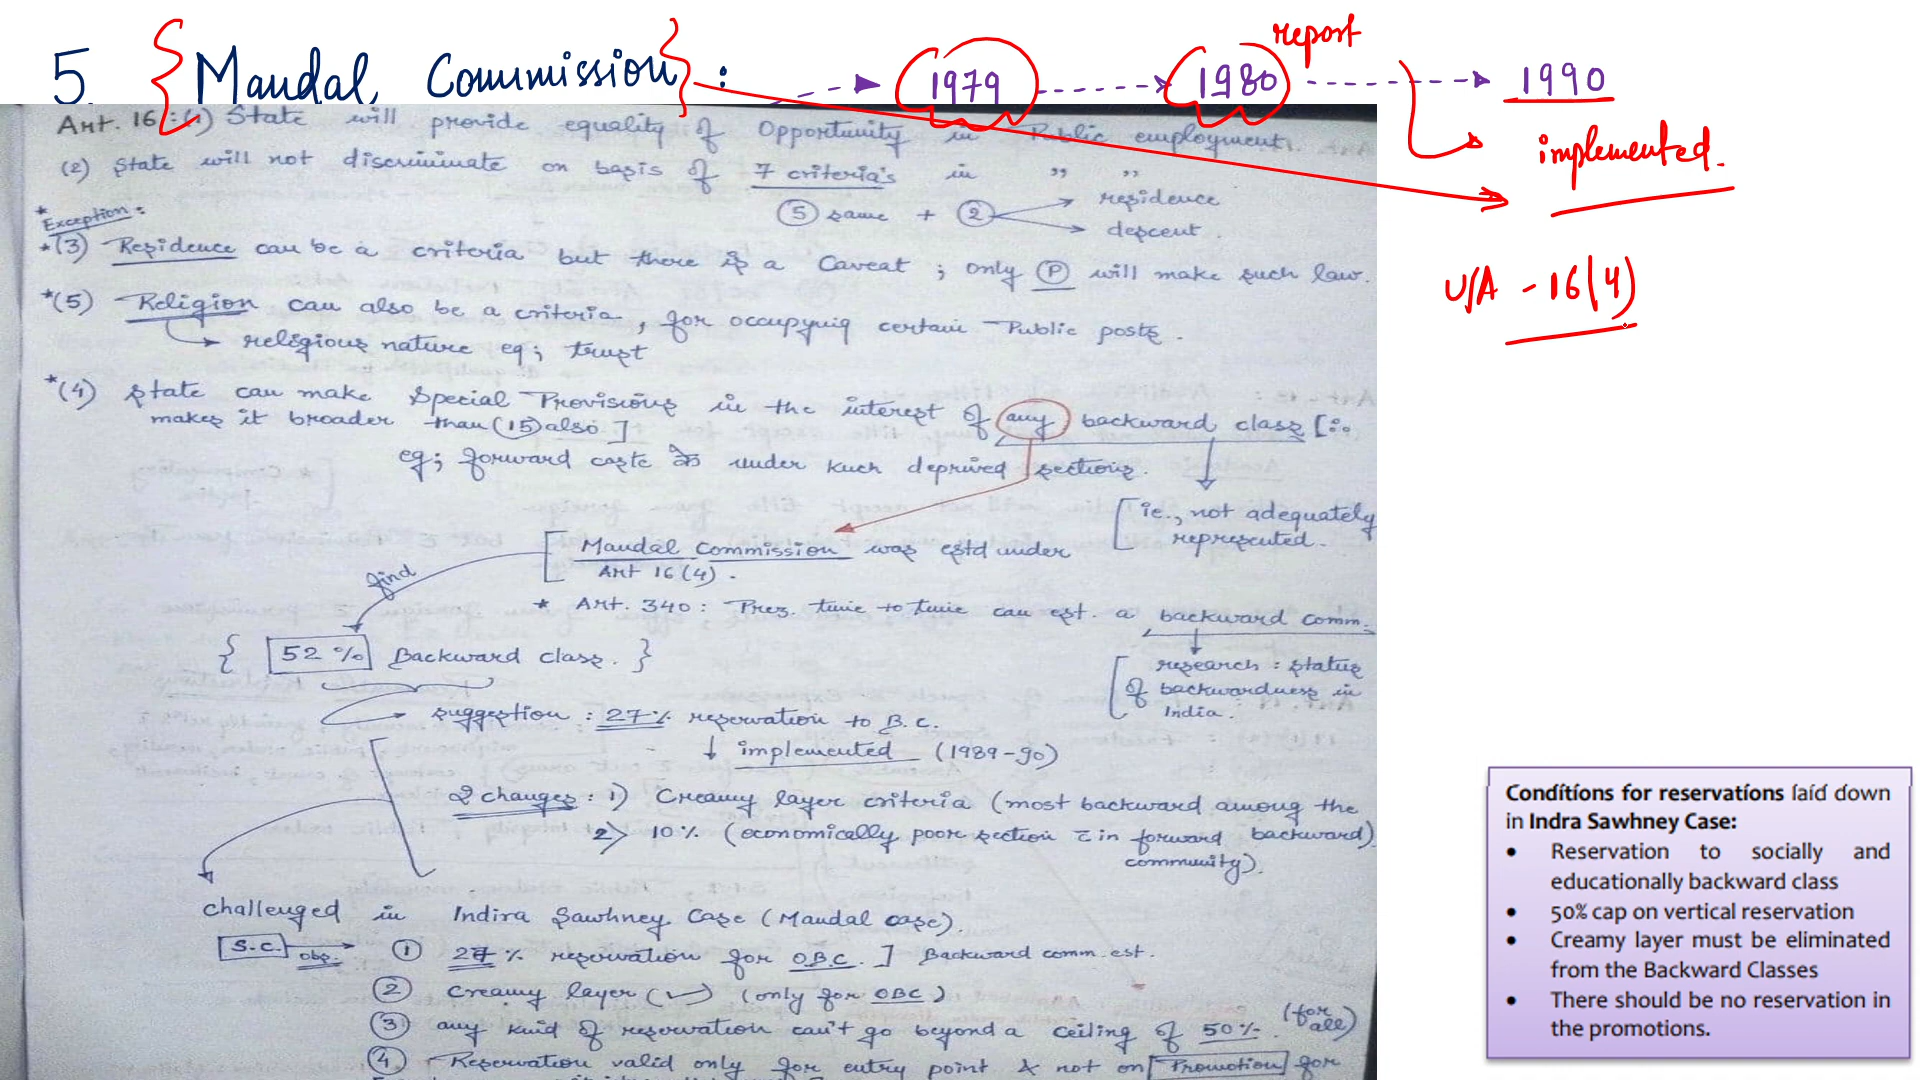 5. { Mandal Commission } : --> 1979 ----> 1980 report ----> 1990
implemented.
U/A - 16(4)
Art. 16 : (1) State will provide equality of Opportunity in Public employment.
(2) State will not discriminate on basis of 7 criteria's in ,, ,,
5 same + 2 residence
descent.
* Exception :
* (3) Residence can be a criteria but there is a Caveat ; only P will make such law.
* (5) Religion can also be a criteria, for occupying certain Public posts.
religious nature eg; trust
* (4) State can make Special Provisions in the interest of any backward class [∴
makes it broader than (15) also ]
eg; forward caste के under kuch deprived sections.
[ ie., not adequately
represented.
[ Mandal Commission was estd under
Art 16(4).
find
* Art. 340 : Prez. time to time can est. a backward comm.
{ 52% Backward class. }
[ research : status
of backwardness in
India.
suggestion : 27% reservation to B.C.
↓ implemented (1989-90)
2 changes : 1) Creamy layer criteria (most backward among the
backward)
2) 10% (economically poor section in forward
community).
challenged in Indira Sawhney Case (Mandal case).
S.C. obs. ① 27% reservation for O.B.C. ] Backward comm. est.
② Creamy layer (✓) (only for OBC)
③ any kind of reservation can't go beyond a ceiling of 50%. (for all)
④ Reservation valid only for entry point & not on Promotion for
Conditions for reservations laid down
in Indra Sawhney Case:
• Reservation to socially and
educationally backward class
• 50% cap on vertical reservation
• Creamy layer must be eliminated
from the Backward Classes
• There should be no reservation in
the promotions.